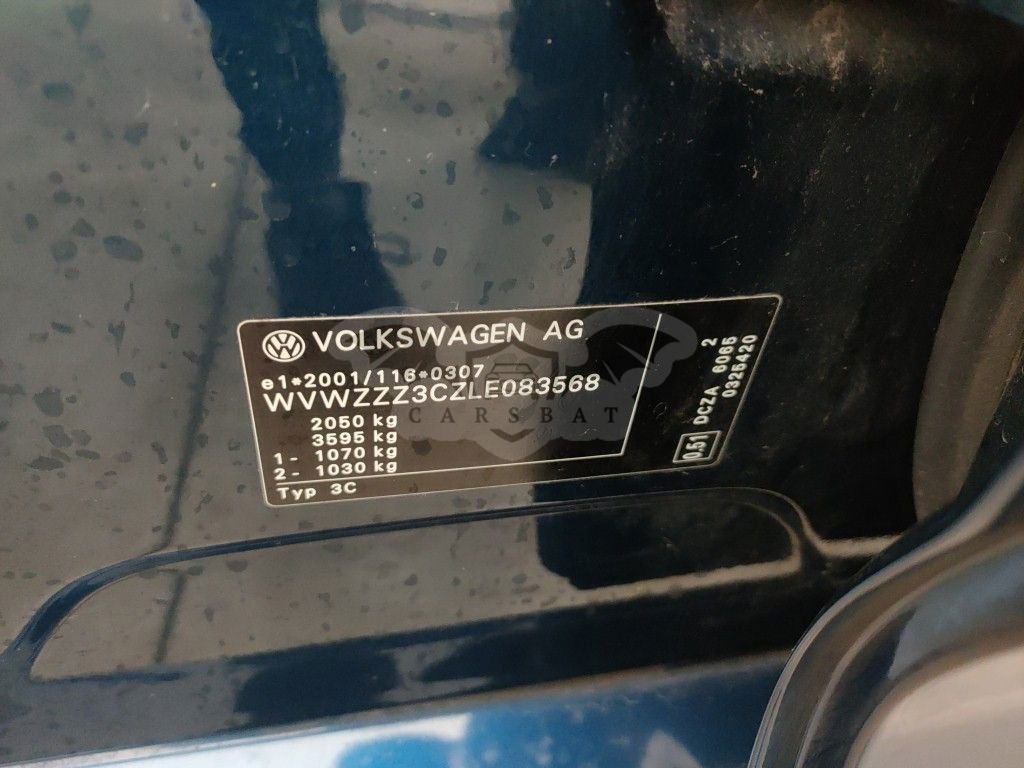 VOLKSWAGEN AG
e1*2001/116*0307
WVWZZZ3CZLE083568
2050 kg
3595 kg
1- 1070 kg
2- 1030 kg
Typ 3C
0.51
DCZA 6065 2
0325420
CARSBAT